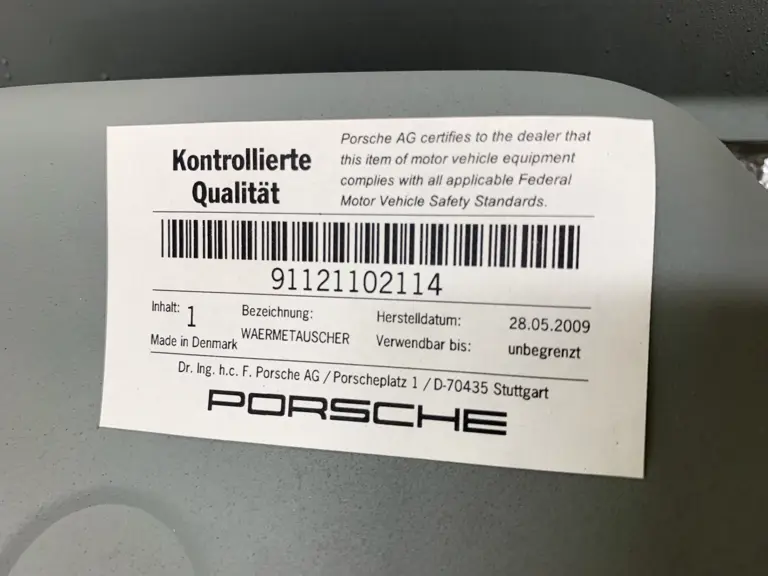 Kontrollierte
Qualität
Porsche AG certifies to the dealer that
this item of motor vehicle equipment
complies with all applicable Federal
Motor Vehicle Safety Standards.
91121102114
Inhalt: 1
Made in Denmark
Bezeichnung:
WAERMETAUSCHER
Herstelldatum: 28.05.2009
Verwendbar bis: unbegrenzt
Dr. Ing. h.c. F. Porsche AG / Porscheplatz 1 / D-70435 Stuttgart
PORSCHE